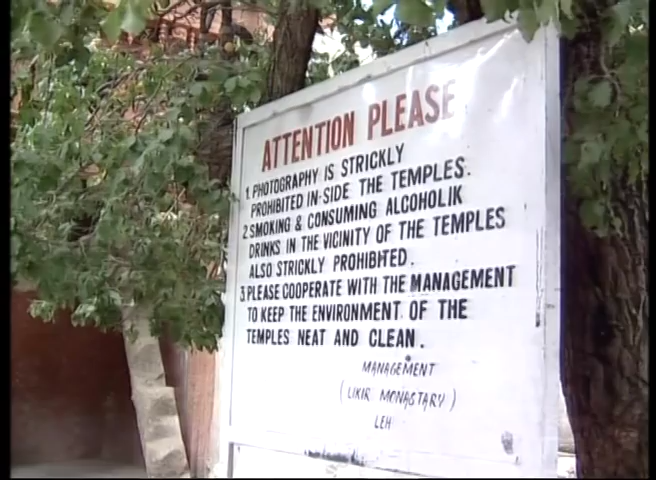 ATTENTION PLEASE
1. PHOTOGRAPHY IS STRICKLY
PROHIBITED IN-SIDE THE TEMPLES.
2. SMOKING & CONSUMING ALCOHOLIK
DRINKS IN THE VICINITY OF THE TEMPLES
ALSO STRICKLY PROHIBITED.
3 PLEASE COOPERATE WITH THE MANAGEMENT
TO KEEP THE ENVIRONMENT OF THE
TEMPLES NEAT AND CLEAN.
MANAGEMENT
(LIKIR MONASTARY)
LEH